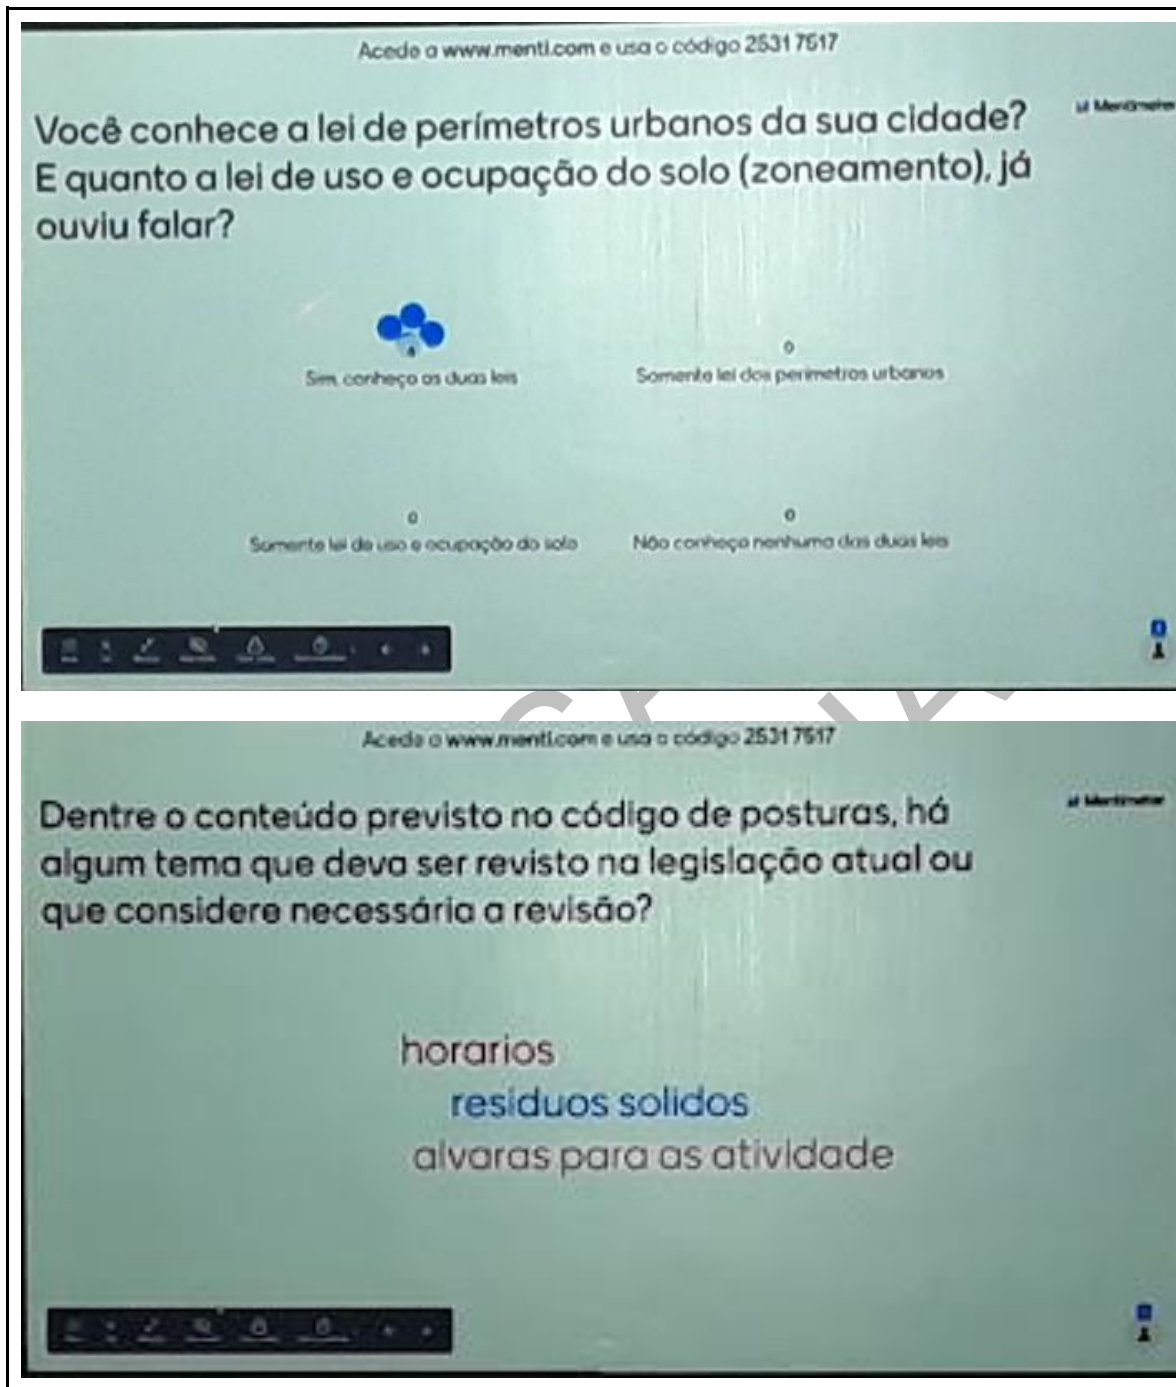 Acede a www.menti.com e usa o código 2531 7517
Mentimeter
Você conhece a lei de perímetros urbanos da sua cidade?
E quanto a lei de uso e ocupação do solo (zoneamento), já
ouviu falar?
4
0
Sim, conheço as duas leis
Somente lei dos perímetros urbanos
0
0
Somente lei de uso e ocupação do solo
Não conheço nenhuma das duas leis
Acede a www.menti.com e usa o código 2531 7517
Mentimeter
Dentre o conteúdo previsto no código de posturas, há
algum tema que deva ser revisto na legislação atual ou
que considere necessária a revisão?
horarios
residuos solidos
alvaras para as atividade